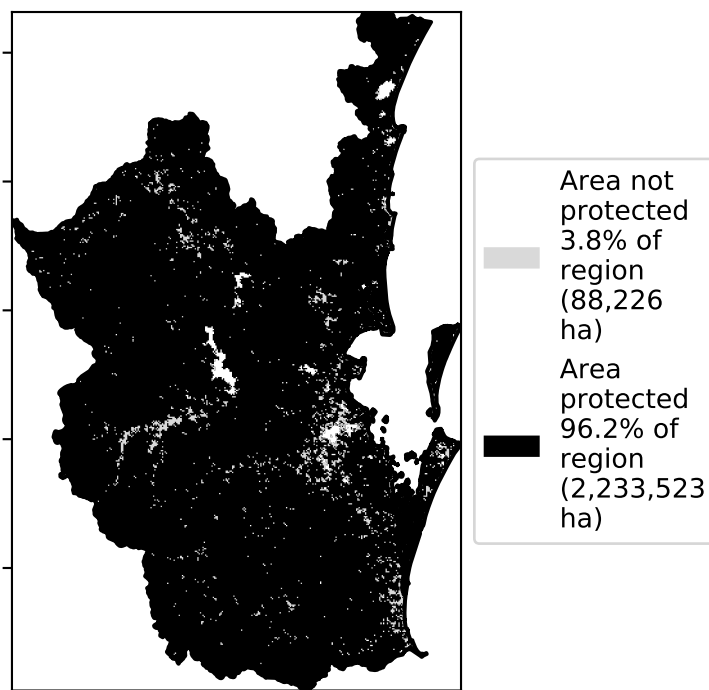 Area not
protected
3.8% of
region
(88,226
ha)
Area
protected
96.2% of
region
(2,233,523
ha)